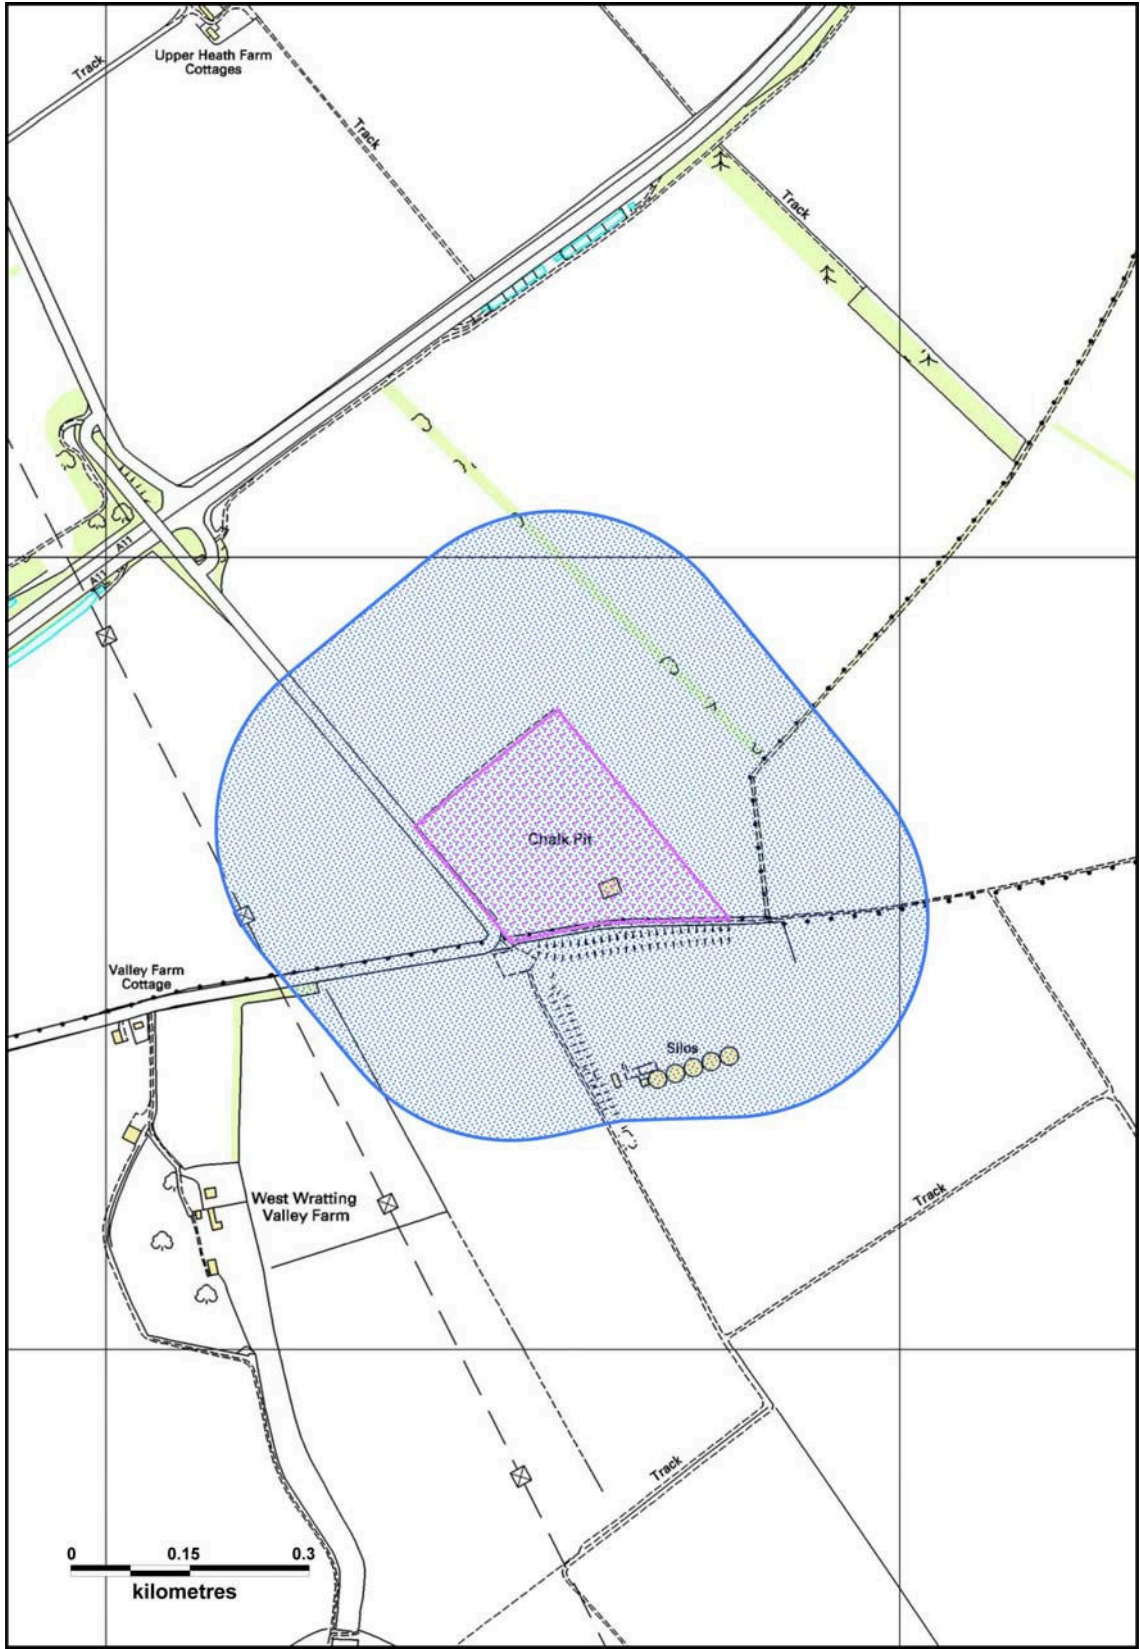 Upper Heath Farm
Cottages
Track
Track
Track
A11
A11
Chalk Pit
Valley Farm
Cottage
Silos
West Wratting
Valley Farm
Track
Track
0 0.15 0.3
kilometres